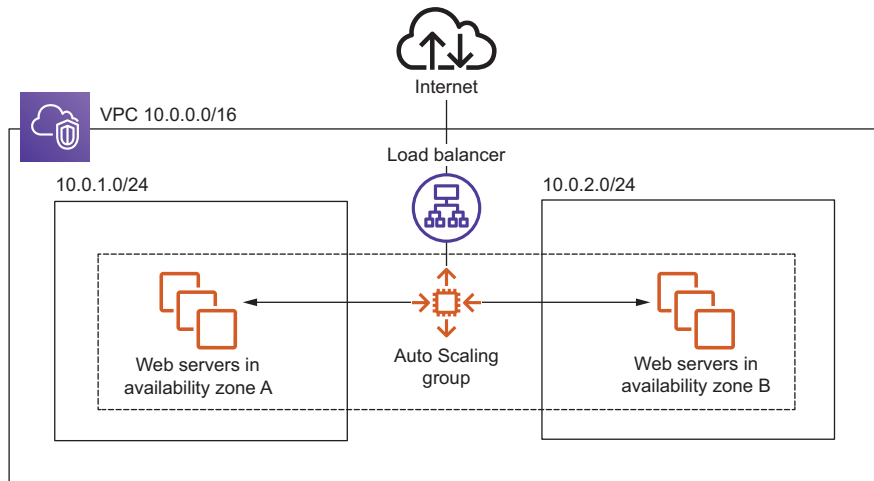 Internet
VPC 10.0.0.0/16
Load balancer
10.0.1.0/24
10.0.2.0/24
Web servers in
availability zone A
Auto Scaling
group
Web servers in
availability zone B